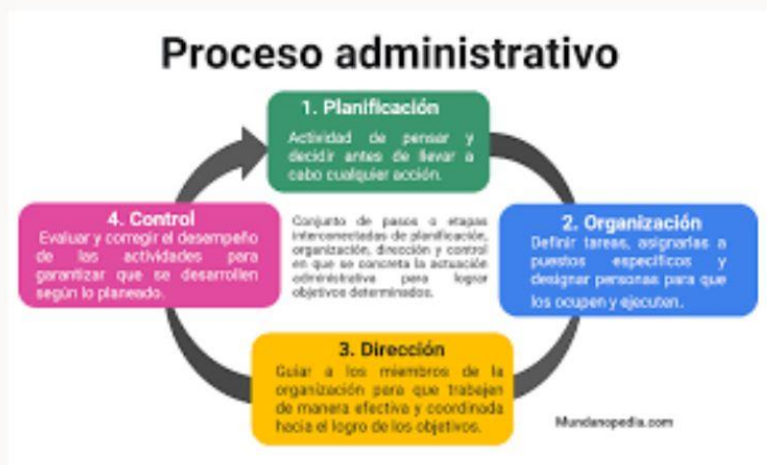 Proceso administrativo
1. Planificación
Actividad de pensar y
decidir antes de llevar a
cabo cualquier acción.
4. Control
Evaluar y corregir el desempeño
de las actividades para
garantizar que se desarrollen
según lo planeado.
Conjunto de pasos o etapas
interconectadas de planificación,
organización, dirección y control
en que se concreta la actuación
administrativa para lograr
objetivos determinados.
2. Organización
Definir tareas, asignarlas a
puestos específicos y
designar personas para que
los ocupen y ejecuten.
3. Dirección
Guiar a los miembros de la
organización para que trabajen
de manera efectiva y coordinada
hacia el logro de los objetivos.
Mundanopedia.com